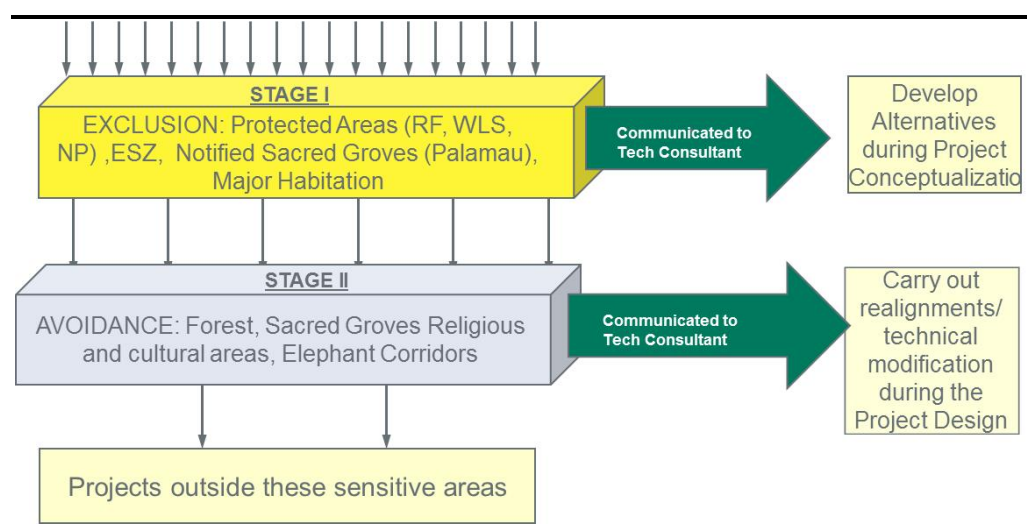 STAGE I
EXCLUSION: Protected Areas (RF, WLS,
NP) ,ESZ, Notified Sacred Groves (Palamau),
Major Habitation
Communicated to
Tech Consultant
Develop
Alternatives
during Project
Conceptualizatio
STAGE II
AVOIDANCE: Forest, Sacred Groves Religious
and cultural areas, Elephant Corridors
Communicated to
Tech Consultant
Carry out
realignments/
technical
modification
during the
Project Design
Projects outside these sensitive areas